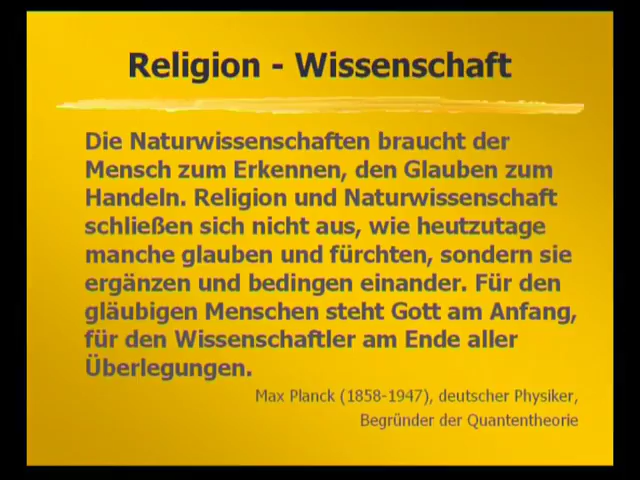 Religion - Wissenschaft
Die Naturwissenschaften braucht der
Mensch zum Erkennen, den Glauben zum
Handeln. Religion und Naturwissenschaft
schließen sich nicht aus, wie heutzutage
manche glauben und fürchten, sondern sie
ergänzen und bedingen einander. Für den
gläubigen Menschen steht Gott am Anfang,
für den Wissenschaftler am Ende aller
Überlegungen.
Max Planck (1858-1947), deutscher Physiker,
Begründer der Quantentheorie